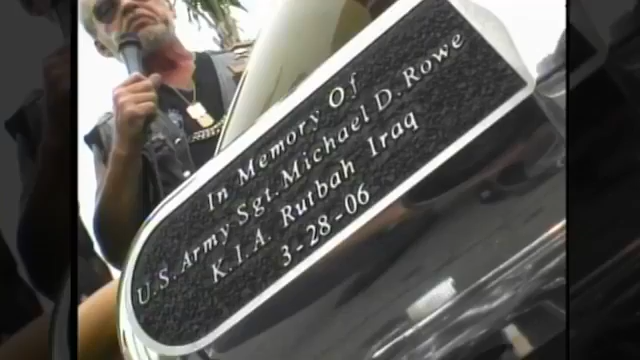 In Memory Of
U.S. Army Sgt. Michael D. Rowe
K.I.A. Rutbah Iraq
3-28-06